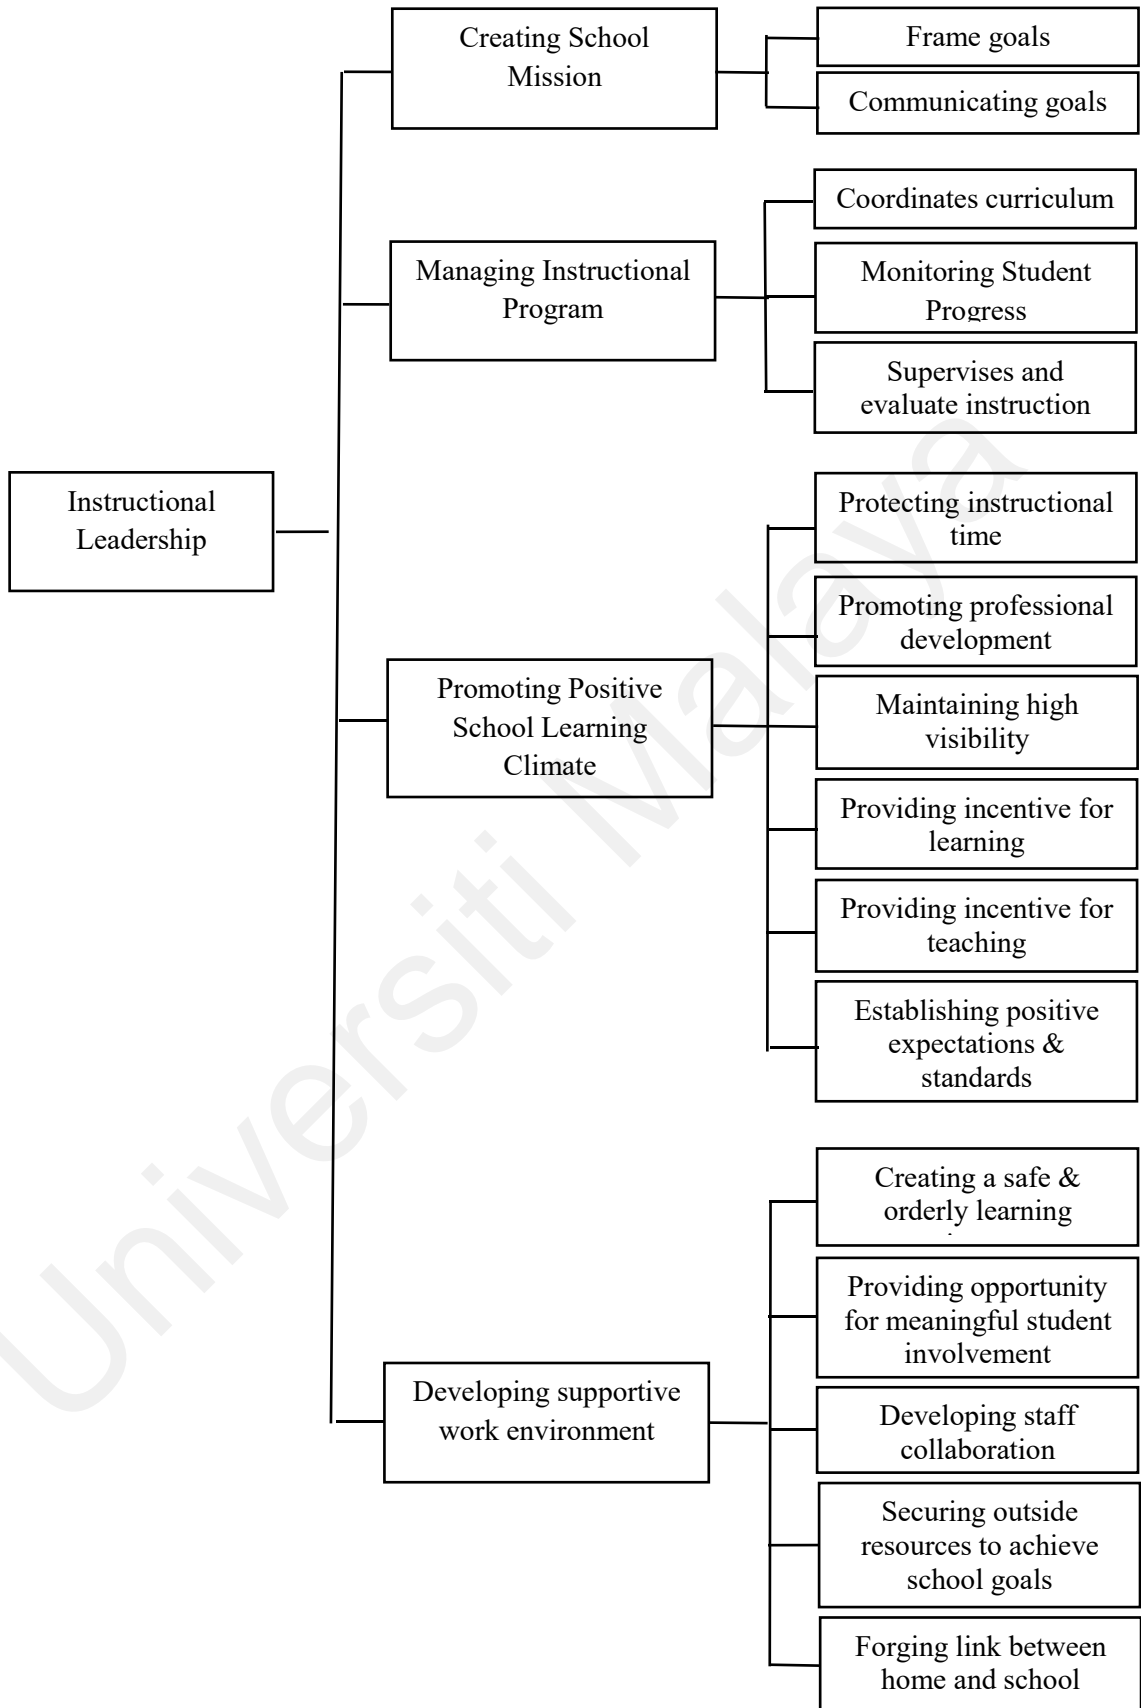 Creating School
Mission
Frame goals
Communicating goals
Managing Instructional
Program
Coordinates curriculum
Monitoring Student
Progress
Supervises and
evaluate instruction
Instructional
Leadership
Promoting Positive
School Learning
Climate
Protecting instructional
time
Promoting professional
development
Maintaining high
visibility
Providing incentive for
learning
Providing incentive for
teaching
Establishing positive
expectations &
standards
Developing supportive
work environment
Creating a safe &
orderly learning
Providing opportunity
for meaningful student
involvement
Developing staff
collaboration
Securing outside
resources to achieve
school goals
Forging link between
home and school
Universiti Malaya